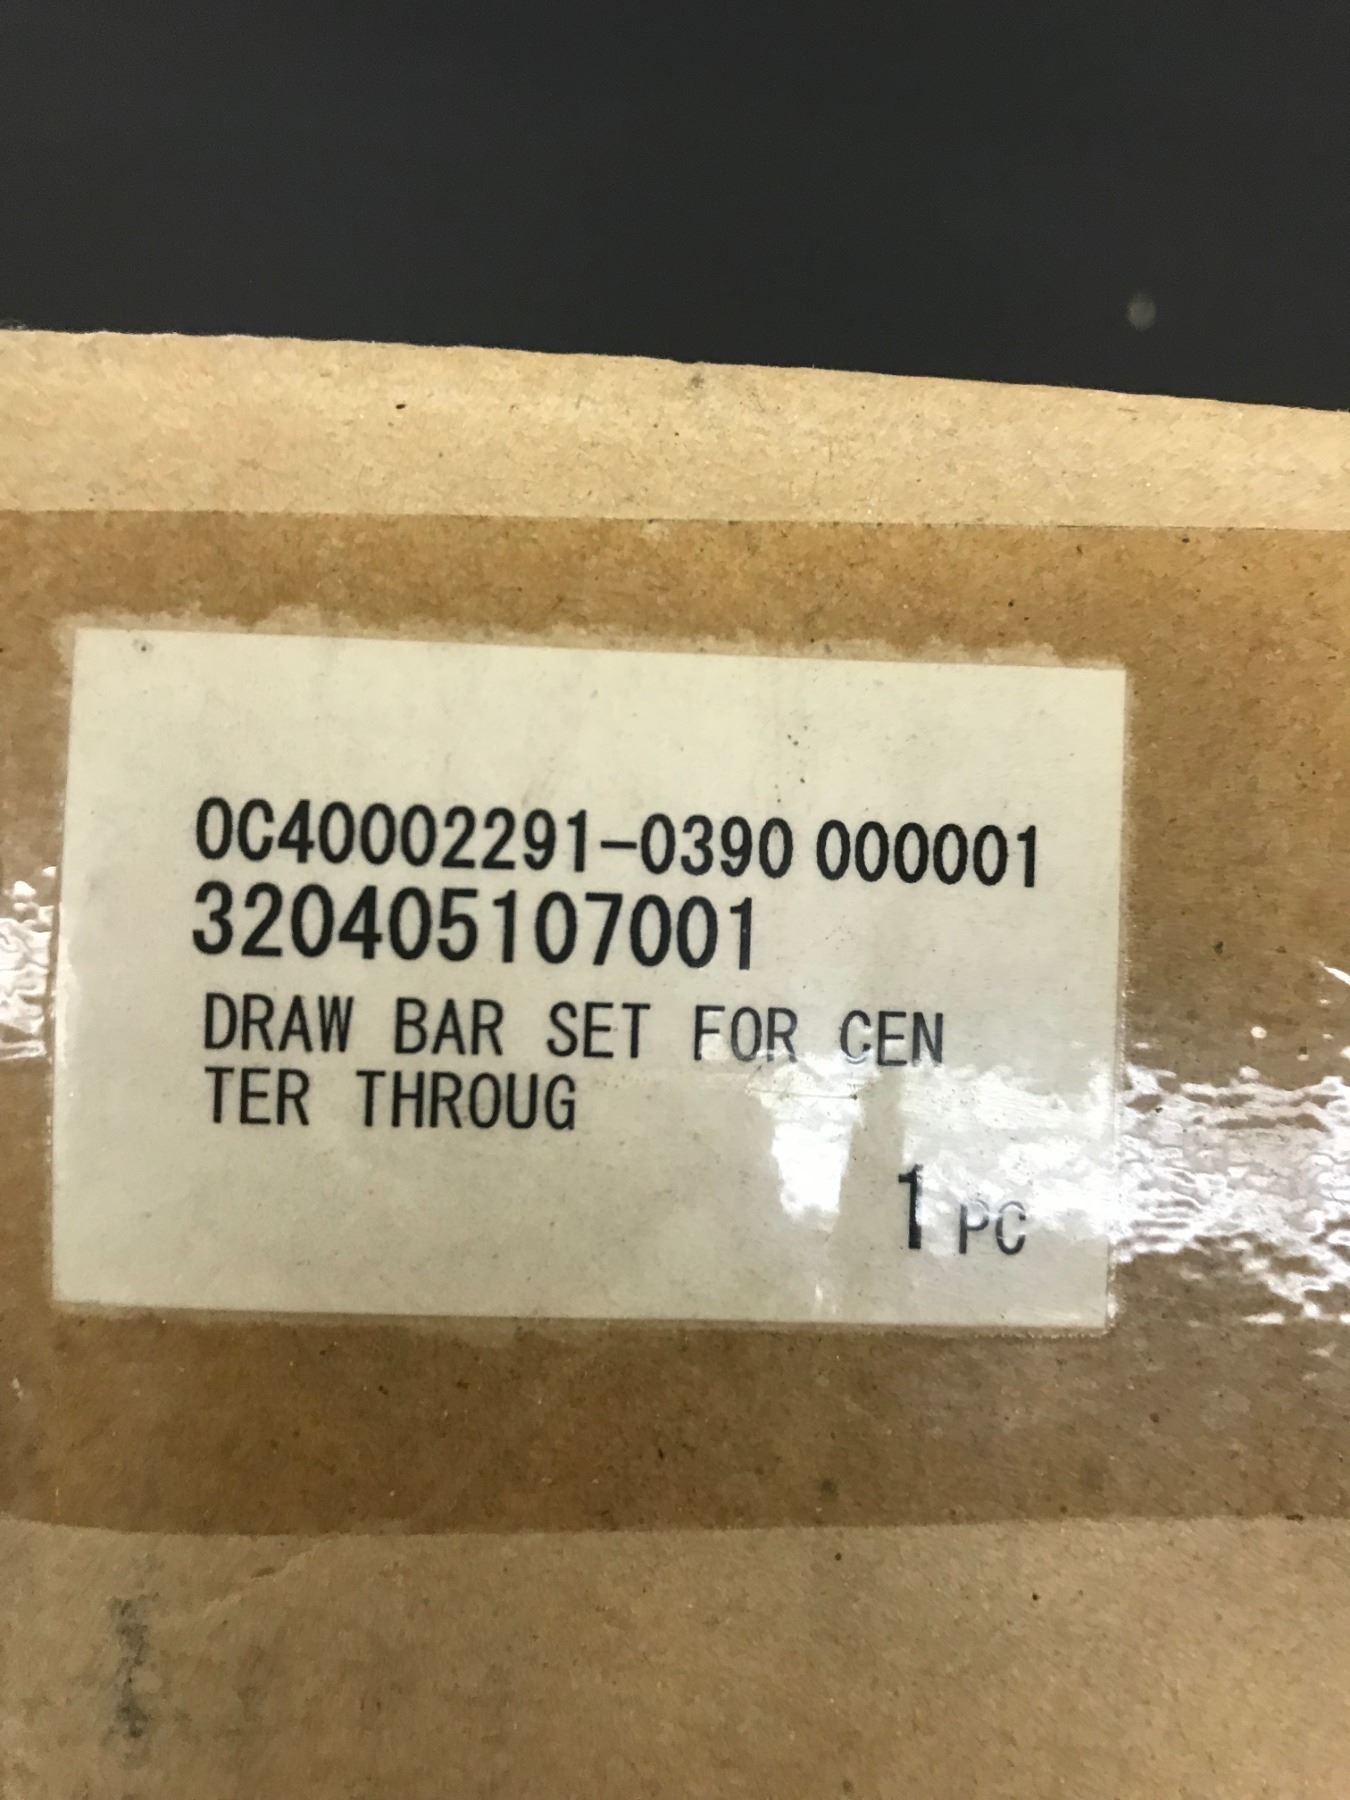 0C40002291-0390 000001
320405107001
DRAW BAR SET FOR CEN
TER THROUG
1 PC